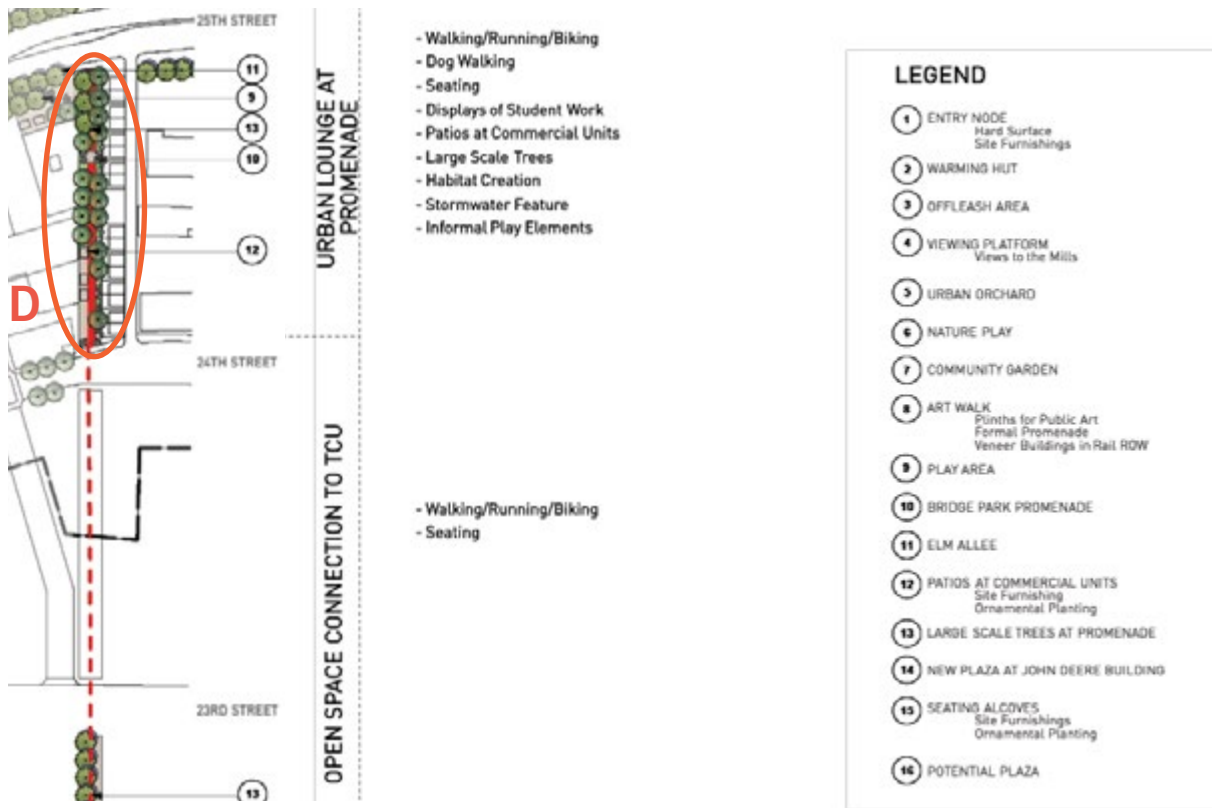 25TH STREET
11
9
13
10
12
D
24TH STREET
23RD STREET
13
URBAN LOUNGE AT
PROMENADE
- Walking/Running/Biking
- Dog Walking
- Seating
- Displays of Student Work
- Patios at Commercial Units
- Large Scale Trees
- Habitat Creation
- Stormwater Feature
- Informal Play Elements
OPEN SPACE CONNECTION TO TCU
- Walking/Running/Biking
- Seating
LEGEND
1 ENTRY NODE
Hard Surface
Site Furnishings
2 WARMING HUT
3 OFFLEASH AREA
4 VIEWING PLATFORM
Views to the Mills
5 URBAN ORCHARD
6 NATURE PLAY
7 COMMUNITY GARDEN
8 ART WALK
Plinths for Public Art
Formal Promenade
Veneer Buildings in Rail ROW
9 PLAY AREA
10 BRIDGE PARK PROMENADE
11 ELM ALLEE
12 PATIOS AT COMMERCIAL UNITS
Site Furnishing
Ornamental Planting
13 LARGE SCALE TREES AT PROMENADE
14 NEW PLAZA AT JOHN DEERE BUILDING
15 SEATING ALCOVES
Site Furnishings
Ornamental Planting
16 POTENTIAL PLAZA